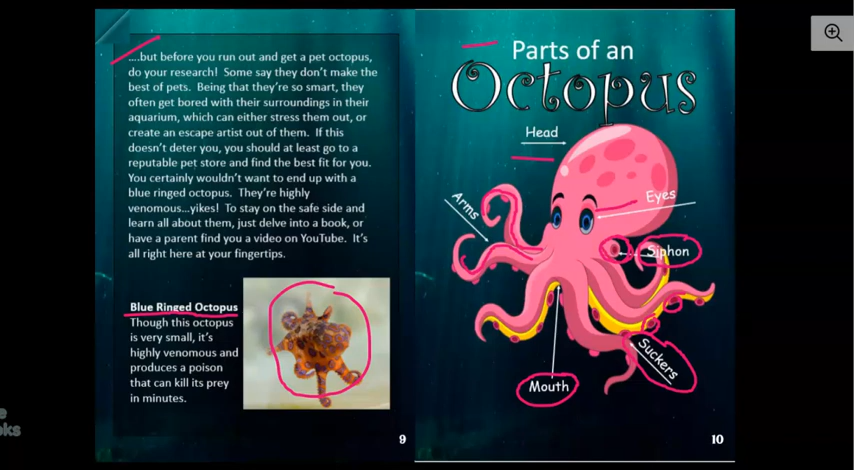 ....but before you run out and get a pet octopus,
do your research!  Some say they don't make the
best of pets.  Being that they're so smart, they
often get bored with their surroundings in their
aquarium, which can either stress them out, or
create an escape artist out of them.  If this
doesn't deter you, you should at least go to a
reputable pet store and find the best fit for you.
You certainly wouldn't want to end up with a
blue ringed octopus.  They're highly
venomous...yikes!  To stay on the safe side and
learn all about them, just delve into a book, or
have a parent find you a video on YouTube.  It's
all right here at your fingertips.
Blue Ringed Octopus
Though this octopus
is very small, it's
highly venomous and
produces a poison
that can kill its prey
in minutes.
9
Parts of an
Octopus
Head
Arms
Eyes
Siphon
Suckers
Mouth
10